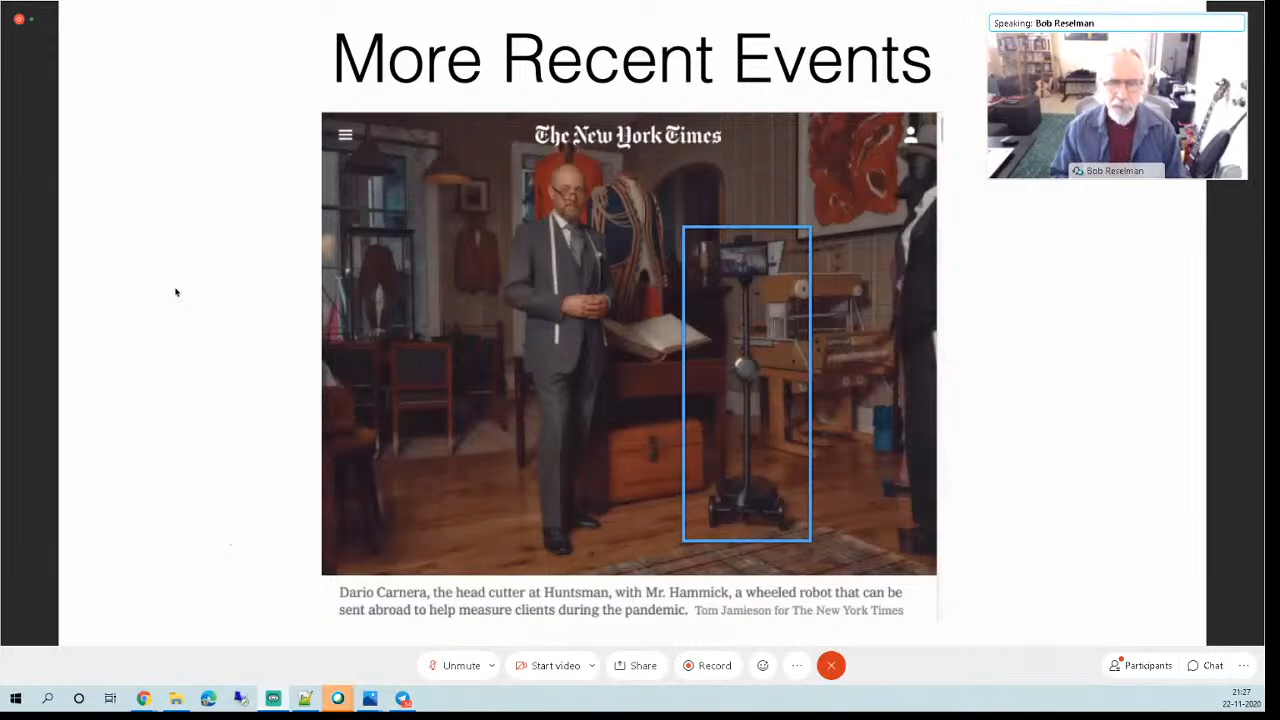 More Recent Events
Speaking: Bob Reselman
Bob Reselman
The New York Times
Dario Carnera, the head cutter at Huntsman, with Mr. Hammick, a wheeled robot that can be
sent abroad to help measure clients during the pandemic. Tom Jamieson for The New York Times
Unmute
Start video
Share
Record
Participants
Chat
21:27
22-11-2020